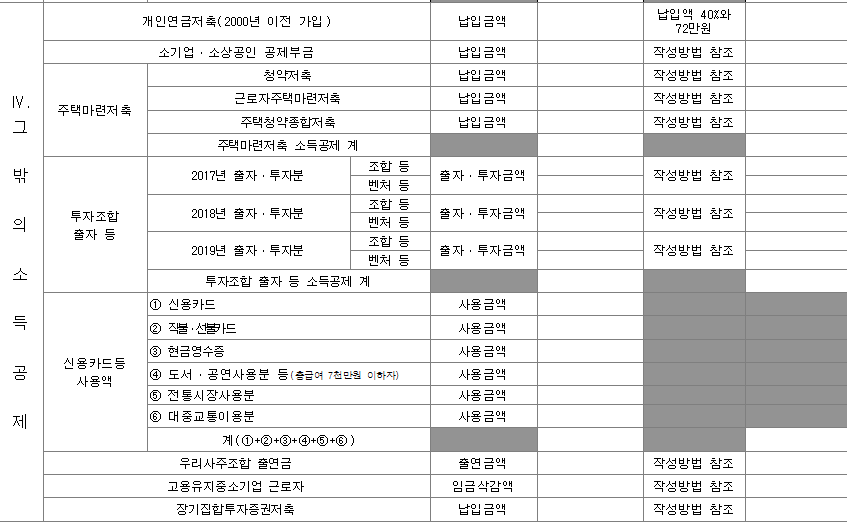 Ⅳ. 그 밖 의 소 득 공 제
개인연금저축(2000년 이전 가입) 납입금액 납입액 40%와
72만원
소기업·소상공인 공제부금 납입금액 작성방법 참조
주택마련저축
청약저축 납입금액 작성방법 참조
근로자주택마련저축 납입금액 작성방법 참조
주택청약종합저축 납입금액 작성방법 참조
주택마련저축 소득공제 계
투자조합
출자 등
2017년 출자·투자분 조합 등 출자·투자금액 작성방법 참조
벤처 등
2018년 출자·투자분 조합 등 출자·투자금액 작성방법 참조
벤처 등
2019년 출자·투자분 조합 등 출자·투자금액 작성방법 참조
벤처 등
투자조합 출자 등 소득공제 계
신용카드등
사용액
① 신용카드 사용금액
② 직불·선불카드 사용금액
③ 현금영수증 사용금액
④ 도서·공연사용분 등(총급여 7천만원 이하자) 사용금액
⑤ 전통시장사용분 사용금액
⑥ 대중교통이용분 사용금액
계(①+②+③+④+⑤+⑥)
우리사주조합 출연금 출연금액 작성방법 참조
고용유지중소기업 근로자 임금삭감액 작성방법 참조
장기집합투자증권저축 납입금액 작성방법 참조